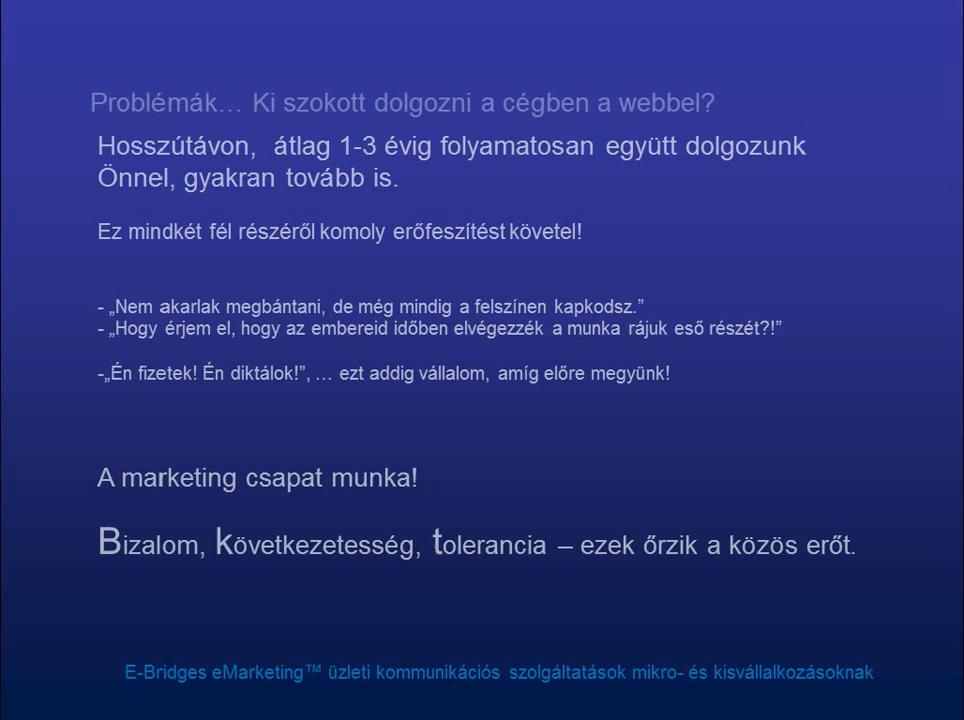 Problémák… Ki szokott dolgozni a cégben a webbel?
Hosszútávon,  átlag 1-3 évig folyamatosan együtt dolgozunk
Önnel, gyakran tovább is.
Ez mindkét fél részéről komoly erőfeszítést követel!
- „Nem akarlak megbántani, de még mindig a felszínen kapkodsz.”
- „Hogy érjem el, hogy az embereid időben elvégezzék a munka rájuk eső részét?!”
-„Én fizetek! Én diktálok!”, … ezt addig vállalom, amíg előre megyünk!
A marketing csapat munka!
Bizalom, következetesség, tolerancia – ezek őrzik a közös erőt.
E-Bridges eMarketing™ üzleti kommunikációs szolgáltatások mikro- és kisvállalkozásoknak